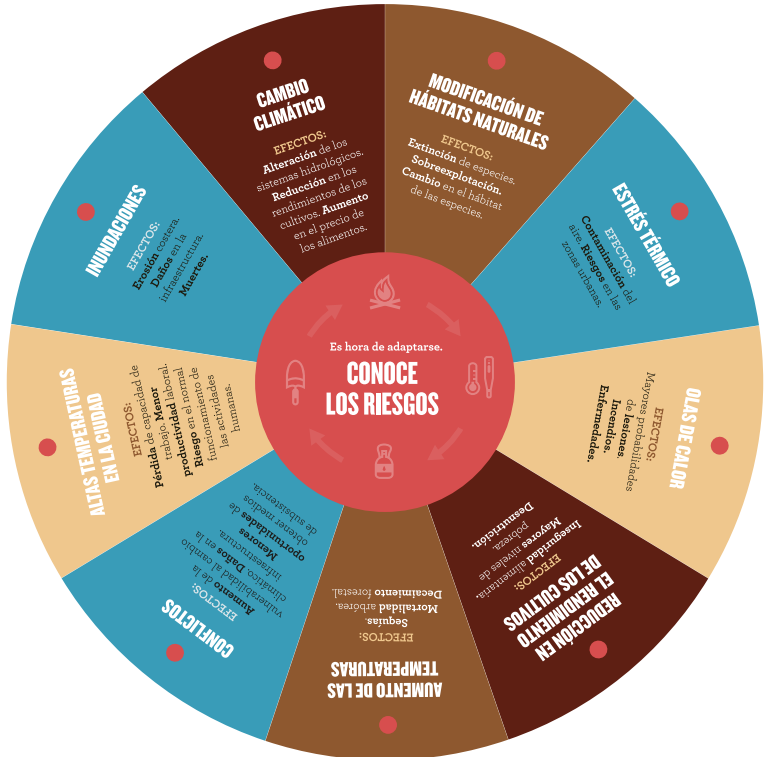 Es hora de adaptarse.
CONOCE
LOS RIESGOS
CAMBIO
CLIMÁTICO
EFECTOS:
Alteración de los
sistemas hidrológicos.
Reducción en los
rendimientos de los
cultivos. Aumento
en el precio de
los alimentos.
MODIFICACIÓN DE
HÁBITATS NATURALES
EFECTOS:
Extinción de especies.
Sobreexplotación.
Cambio en el hábitat
de las especies.
ESTRÉS TÉRMICO
EFECTOS:
Contaminación del
aire. Riesgos en las
zonas urbanas.
OLAS DE CALOR
EFECTOS:
Mayores probabilidades
de lesiones.
Incendios.
Enfermedades.
REDUCCIÓN EN
EL RENDIMIENTO
DE LOS CULTIVOS
EFECTOS:
Inseguridad alimentaria.
Mayores niveles de
pobreza.
Desnutrición.
AUMENTO DE LAS
TEMPERATURAS
EFECTOS:
Sequías.
Mortalidad arbórea.
Decaimiento forestal.
CONFLICTOS
EFECTOS:
Aumento de la
vulnerabilidad al cambio
climático. Daños en la
infraestructura.
Menores
oportunidades de
obtener medios
de subsistencia.
ALTAS TEMPERATURAS
EN LA CIUDAD
EFECTOS:
Pérdida de capacidad de
trabajo. Menor
productividad laboral.
Riesgo en el normal
funcionamiento de
las actividades
humanas.
INUNDACIONES
EFECTOS:
Erosión costera.
Daños en la
infraestructura.
Muertes.